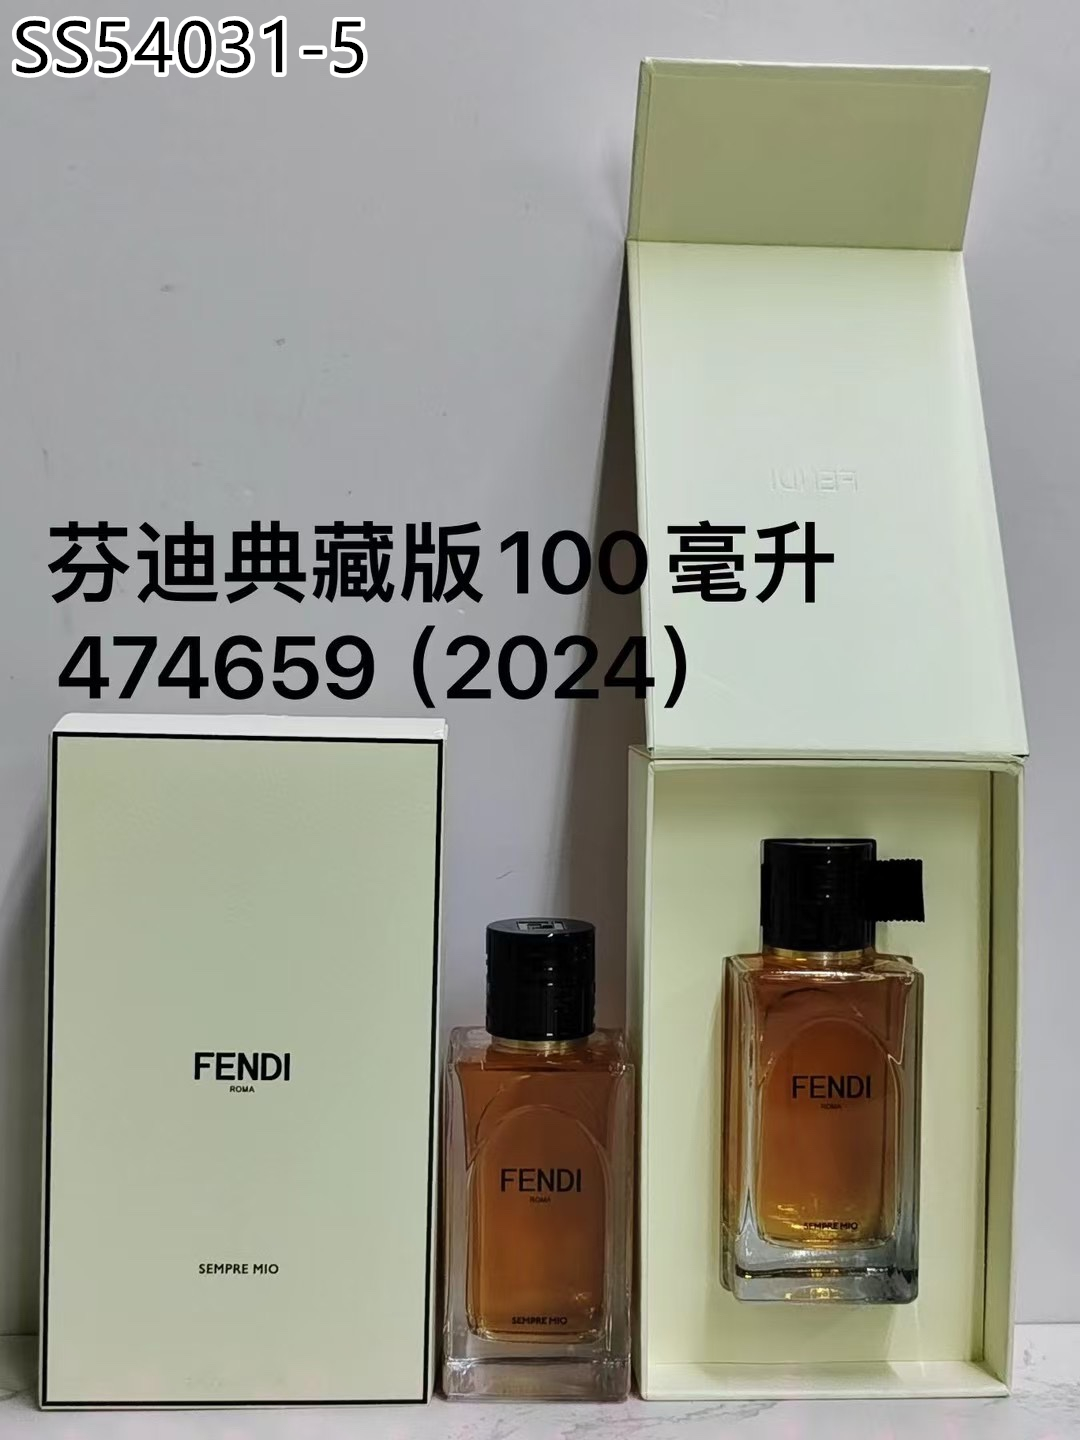 SS54031-5
FENDI
芬迪典藏版100毫升
474659（2024）
FENDI
ROMA
SEMPRE MIO
FENDI
ROMA
SEMPRE MIO
FENDI
ROMA
SEMPRE MIO